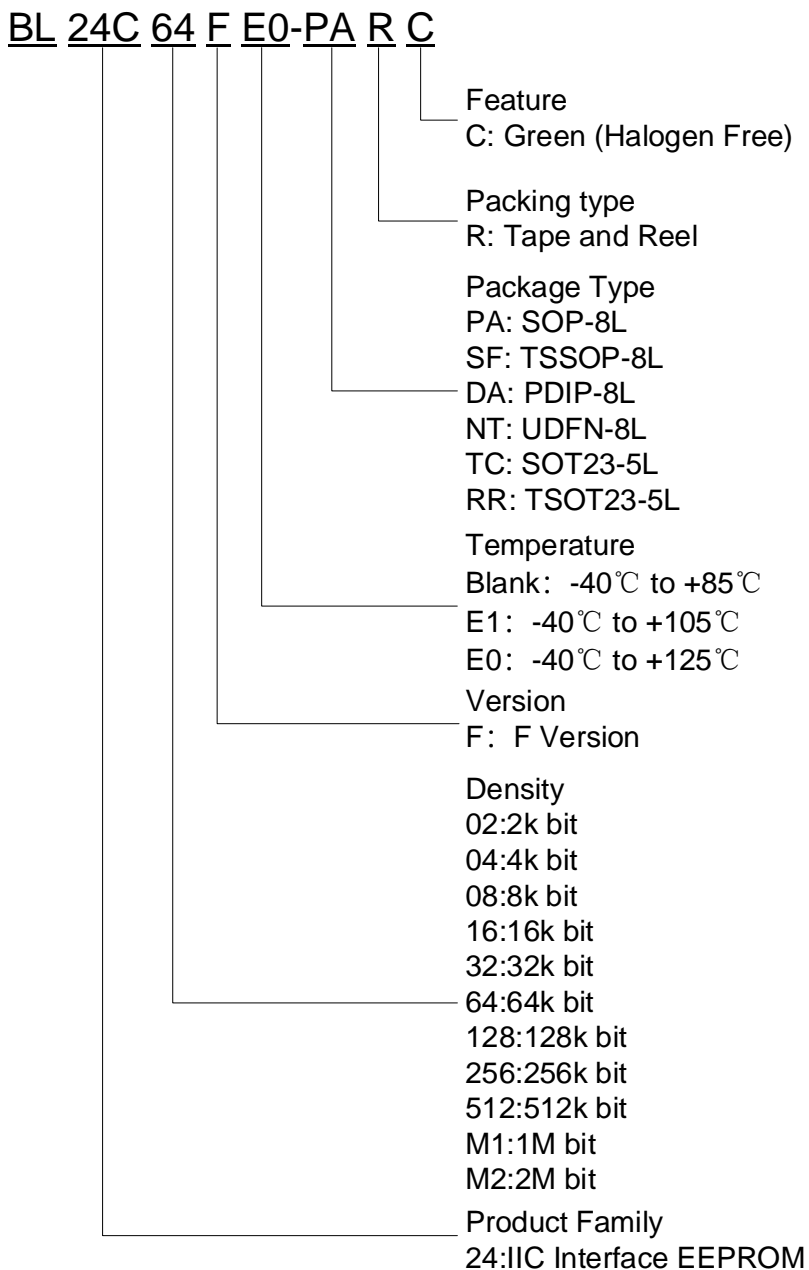 BL 24C 64 F E0-PA R C
Feature
C: Green (Halogen Free)
Packing type
R: Tape and Reel
Package Type
PA: SOP-8L
SF: TSSOP-8L
DA: PDIP-8L
NT: UDFN-8L
TC: SOT23-5L
RR: TSOT23-5L
Temperature
Blank：-40℃ to +85℃
E1：-40℃ to +105℃
E0：-40℃ to +125℃
Version
F：F Version
Density
02:2k bit
04:4k bit
08:8k bit
16:16k bit
32:32k bit
64:64k bit
128:128k bit
256:256k bit
512:512k bit
M1:1M bit
M2:2M bit
Product Family
24:IIC Interface EEPROM